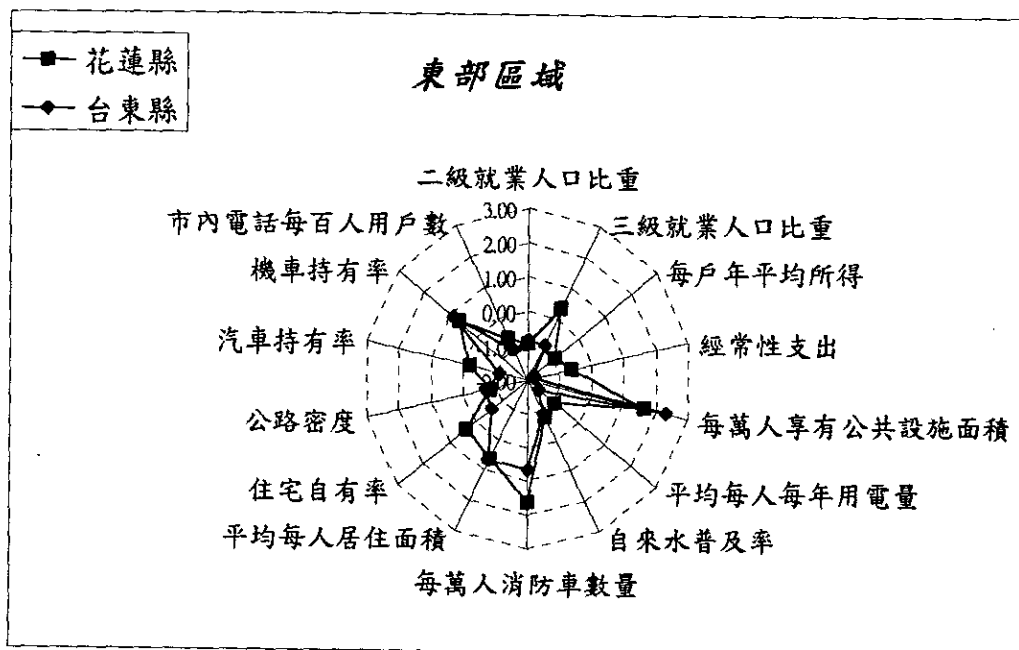 花蓮縣
台東縣
東部區域
二級就業人口比重
三級就業人口比重
每戶年平均所得
經常性支出
每萬人享有公共設施面積
平均每人每年用電量
自來水普及率
每萬人消防車數量
平均每人居住面積
住宅自有率
公路密度
汽車持有率
機車持有率
市內電話每百人用戶數
3.00
2.00
1.00
0.00